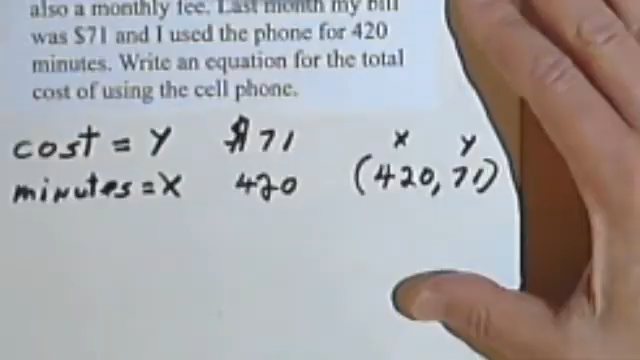 also a monthly fee. Last month my bill
was $71 and I used the phone for 420
minutes. Write an equation for the total
cost of using the cell phone.
cost = Y $71 x y
minutes = X 420 (420, 71)